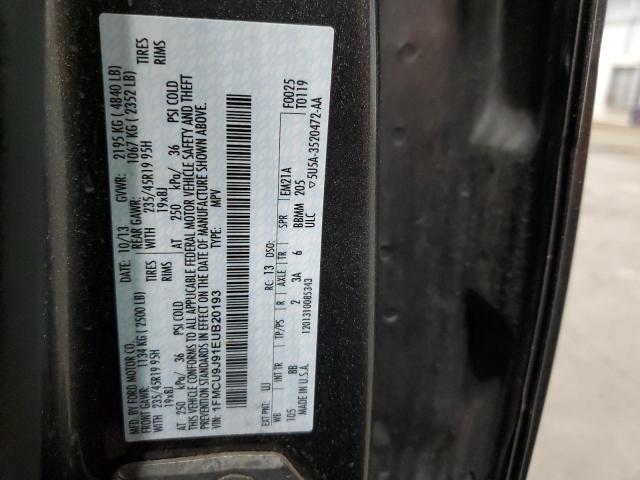 MFD. BY FORD MOTOR CO.
DATE: 10/13 GVWR: 2195 KG ( 4840 LB)
FRONT GAWR: 1134 KG ( 2500 LB) REAR GAWR: 1067 KG ( 2352 LB)
WITH TIRES WITH TIRES
235/45R19 95H 235/45R19 95H
19x8J RIMS 19x8J RIMS
AT 250 kPa/ 36 PSI COLD AT 250 kPa/ 36 PSI COLD
THIS VEHICLE CONFORMS TO ALL APPLICABLE FEDERAL MOTOR VEHICLE SAFETY AND THEFT
PREVENTION STANDARDS IN EFFECT ON THE DATE OF MANUFACTURE SHOWN ABOVE.
VIN: 1FMCU9J91EUB20193 TYPE: MPV
F0025
T0119
EXT PNT: UJ RC: 13 DSO:
WB INT TR TP/PS R AXLE TR SPR EM21A
105 BB 2 3A 6 BBMM 205
MADE IN U.S.A. 1201310085343 ULC ▽5U5A-3520472-AA